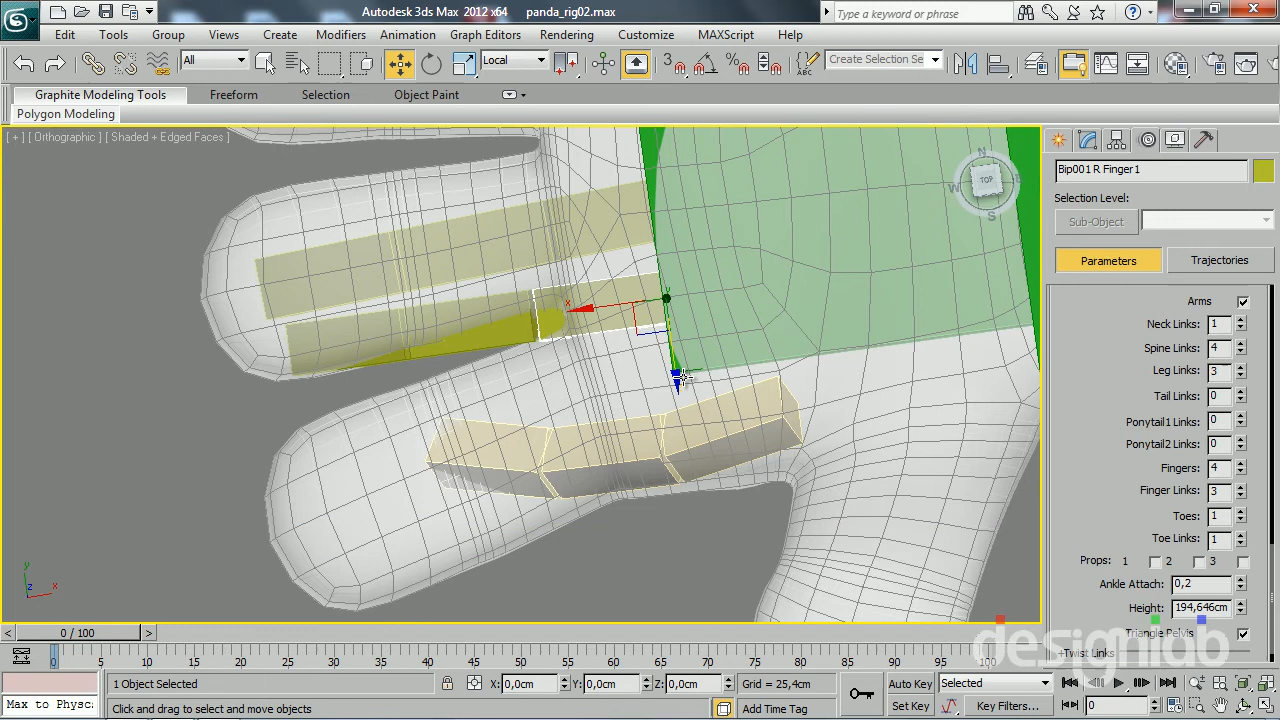 Autodesk 3ds Max 2012 x64 panda_rig02.max
Type a keyword or phrase
Edit Tools Group Views Create Modifiers Animation Graph Editors Rendering Customize MAXScript Help
All Local 3 Create Selection Se
Graphite Modeling Tools Freeform Selection Object Paint
Polygon Modeling
[ + ] [ Orthographic ] [ Shaded + Edged Faces ]
N
W TOP
S
x
y
z x
Bip001 R Finger1
Selection Level:
Sub-Object
Parameters Trajectories
Arms
Neck Links: 1
Spine Links: 4
Leg Links: 3
Tail Links: 0
Ponytail1 Links: 0
Ponytail2 Links: 0
Fingers: 4
Finger Links: 3
Toes: 1
Toe Links: 1
Props: 1 2 3
Ankle Attach: 0,2
Height: 194,646cm
Triangle Pelvis
+Twist Links
designlab
< 0 / 100 >
0 5 10 15 20 25 30 35 40 45 50 55 60 65 70 75 80 85 90 95 100
1 Object Selected X: 0,0cm Y: 0,0cm Z: 0,0cm Grid = 25,4cm Auto Key Selected
Max to Physc: Click and drag to select and move objects Add Time Tag Set Key Key Filters... 0